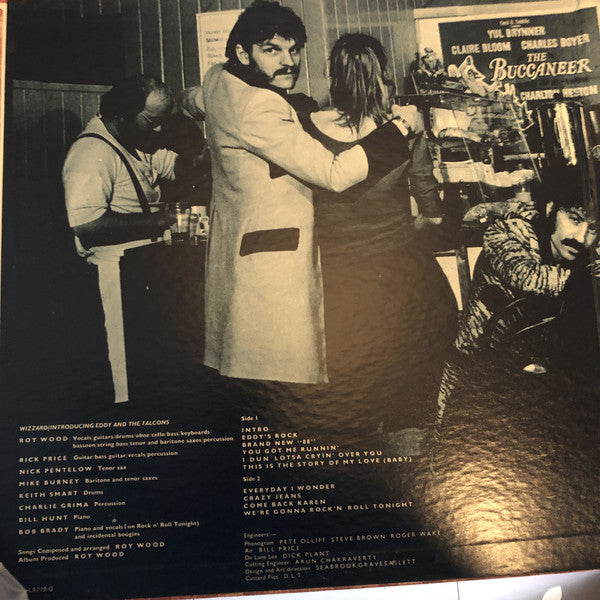 Cecil B. DeMille
YUL BRYNNER
CLAIRE BLOOM CHARLES BOYER
THE
BUCCANEER
CHARLTON HESTON
WIZZARD/INTRODUCING EDDY AND THE FALCONS
ROY WOOD Vocals/guitars/drums/oboe/cello/bass/keyboards/
bassoon/string bass/tenor and baritone saxes/percussion
RICK PRICE Guitar/bass guitar/vocals/percussion
NICK PENTELOW Tenor sax
MIKE BURNEY Baritone and tenor saxes
KEITH SMART Drums
CHARLIE GRIMA Percussion
BILL HUNT Piano
BOB BRADY Piano and vocals (on Rock n' Roll Tonight)
and incidental boogies
Songs Composed and arranged ROY WOOD
Album Produced ROY WOOD
Side 1
INTRO
EDDY'S ROCK
BRAND NEW "88"
YOU GOT ME RUNNIN'
I DUN LOTSA CRYIN' OVER YOU
THIS IS THE STORY OF MY LOVE (BABY)
Side 2
EVERYDAY I WONDER
CRAZY JEANS
COME BACK KAREN
WE'RE GONNA ROCK'N ROLL TONIGHT
Engineers:—
Phonogram PETE OLLIFF STEVE BROWN ROGER WAKE
Air BILL PRICE
De Lane Lea DICK PLANT
Cutting Engineer ARUN CHAKRAVERTY
Design and Art direction SEABROOK/GRAVES/ASLETT
Custard Pies D.L.T.